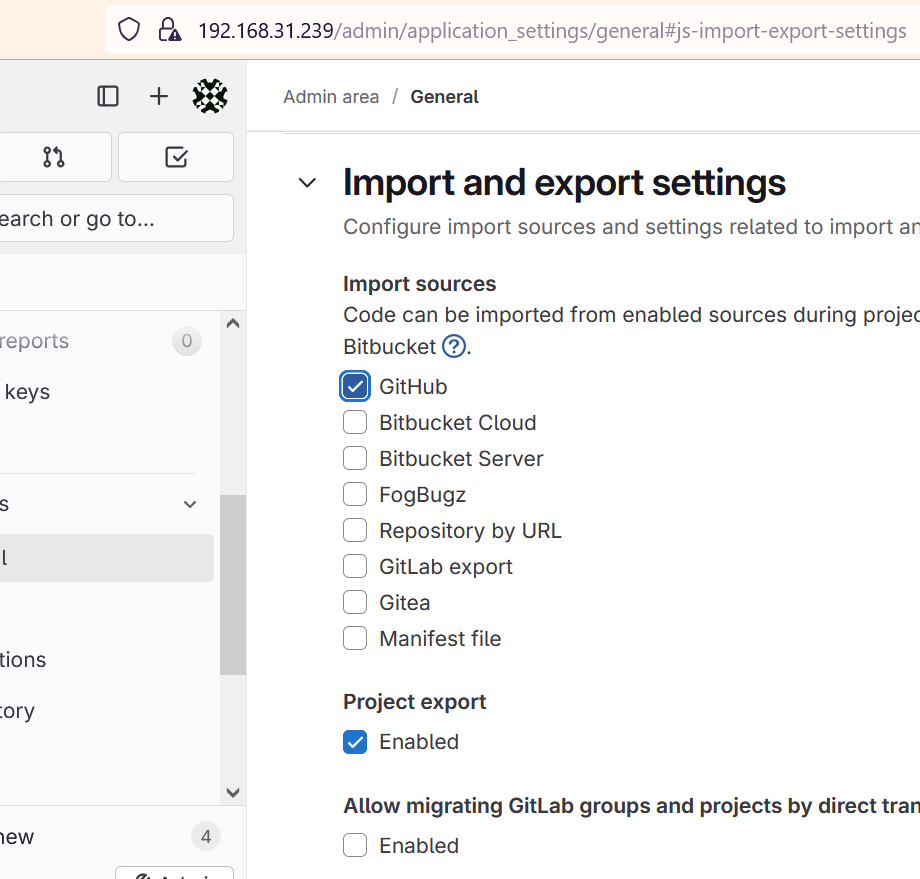 192.168.31.239/admin/application_settings/general#js-import-export-settings
Admin area / General
earch or go to...
reports 0
keys
s
l
tions
tory
new 4
Import and export settings
Configure import sources and settings related to import an
Import sources
Code can be imported from enabled sources during projec
Bitbucket ?.
GitHub
Bitbucket Cloud
Bitbucket Server
FogBugz
Repository by URL
GitLab export
Gitea
Manifest file
Project export
Enabled
Allow migrating GitLab groups and projects by direct tran
Enabled